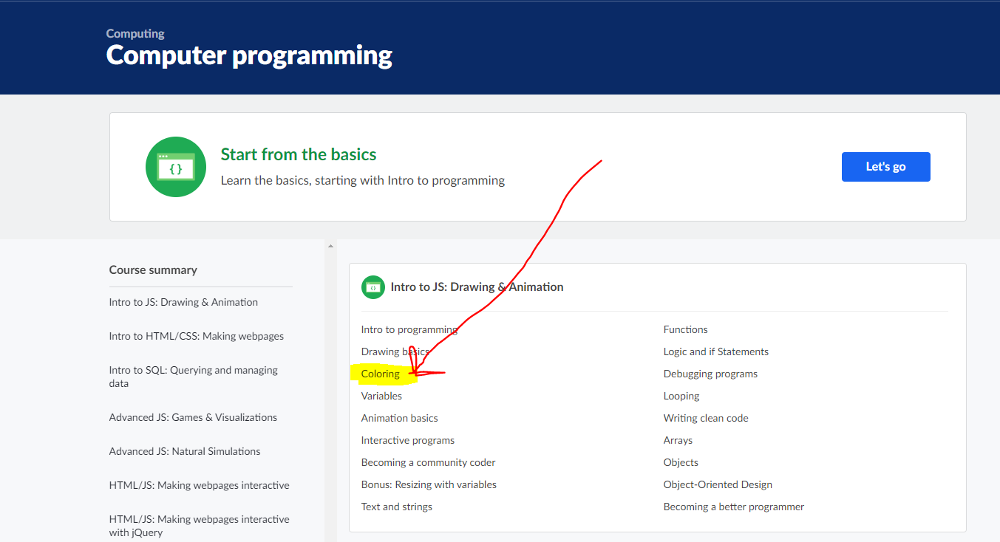 Computing
Computer programming
{ }
Start from the basics
Learn the basics, starting with Intro to programming
Let's go
Course summary
Intro to JS: Drawing & Animation
Intro to HTML/CSS: Making webpages
Intro to SQL: Querying and managing
data
Advanced JS: Games & Visualizations
Advanced JS: Natural Simulations
HTML/JS: Making webpages interactive
HTML/JS: Making webpages interactive
with jQuery
Intro to JS: Drawing & Animation
Intro to programming
Drawing basics
Coloring
Variables
Animation basics
Interactive programs
Becoming a community coder
Bonus: Resizing with variables
Text and strings
Functions
Logic and if Statements
Debugging programs
Looping
Writing clean code
Arrays
Objects
Object-Oriented Design
Becoming a better programmer